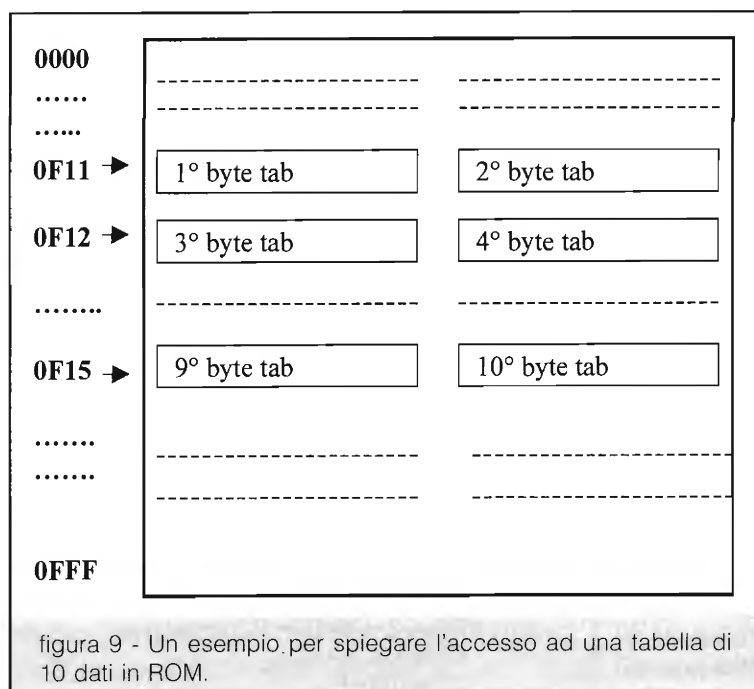 0000
......
......
0F11 1° byte tab 2° byte tab
0F12 3° byte tab 4° byte tab
........
0F15 9° byte tab 10° byte tab
.......
.......
0FFF
figura 9 - Un esempio per spiegare l'accesso ad una tabella di
10 dati in ROM.